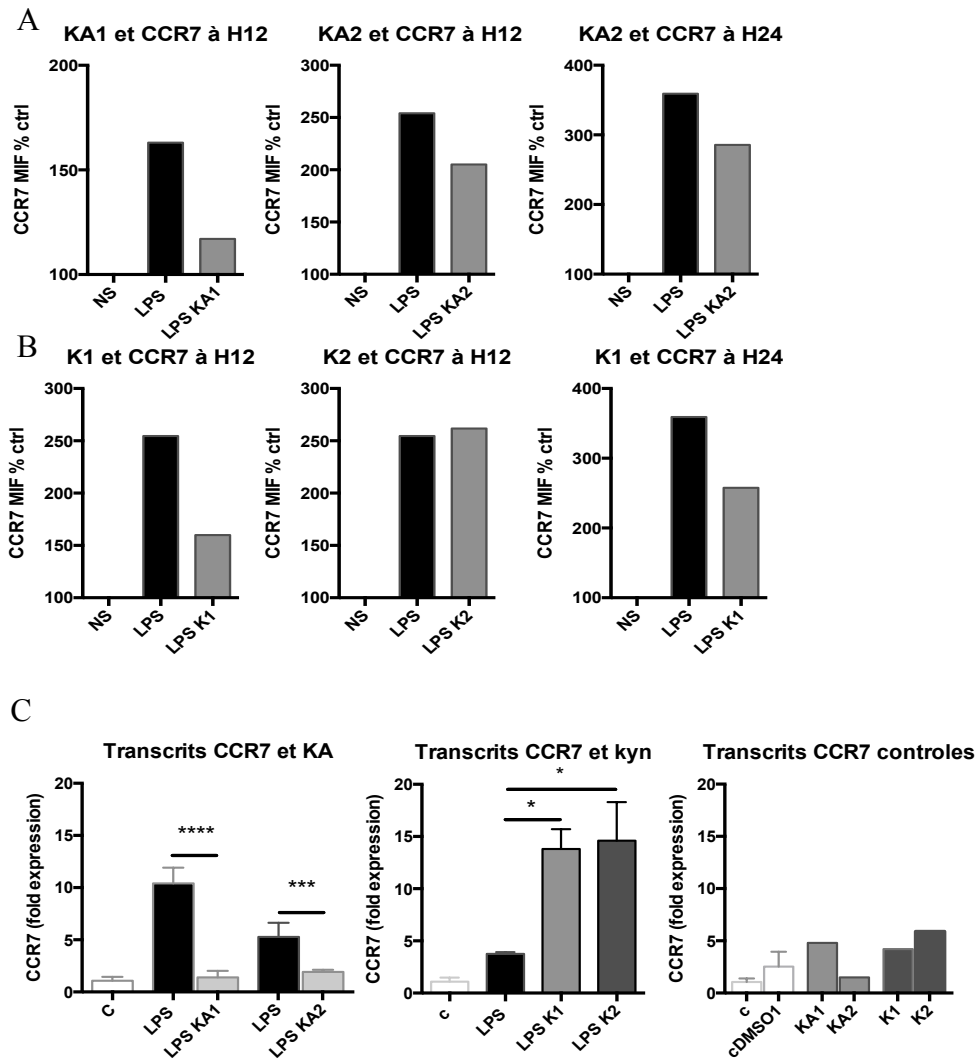 A
KA1 et CCR7 à H12
KA2 et CCR7 à H12
KA2 et CCR7 à H24
CCR7 MIF % ctrl
200
150
100
NS
LPS
LPS KA1
CCR7 MIF % ctrl
300
250
200
150
100
NS
LPS
LPS KA2
CCR7 MIF % ctrl
400
300
200
100
NS
LPS
LPS KA2
B
K1 et CCR7 à H12
K2 et CCR7 à H12
K1 et CCR7 à H24
CCR7 MIF % ctrl
300
250
200
150
100
NS
LPS
LPS K1
CCR7 MIF % ctrl
300
250
200
150
100
NS
LPS
LPS K2
CCR7 MIF % ctrl
400
300
200
100
NS
LPS
LPS K1
C
Transcrits CCR7 et KA
Transcrits CCR7 et kyn
Transcrits CCR7 controles
CCR7 (fold expression)
20
15
10
5
0
****
***
C
LPS
LPS KA1
LPS
LPS KA2
CCR7 (fold expression)
20
15
10
5
0
*
*
c
LPS
LPS K1
LPS K2
CCR7 (fold expression)
20
15
10
5
0
c
cDMSO1
KA1
KA2
K1
K2